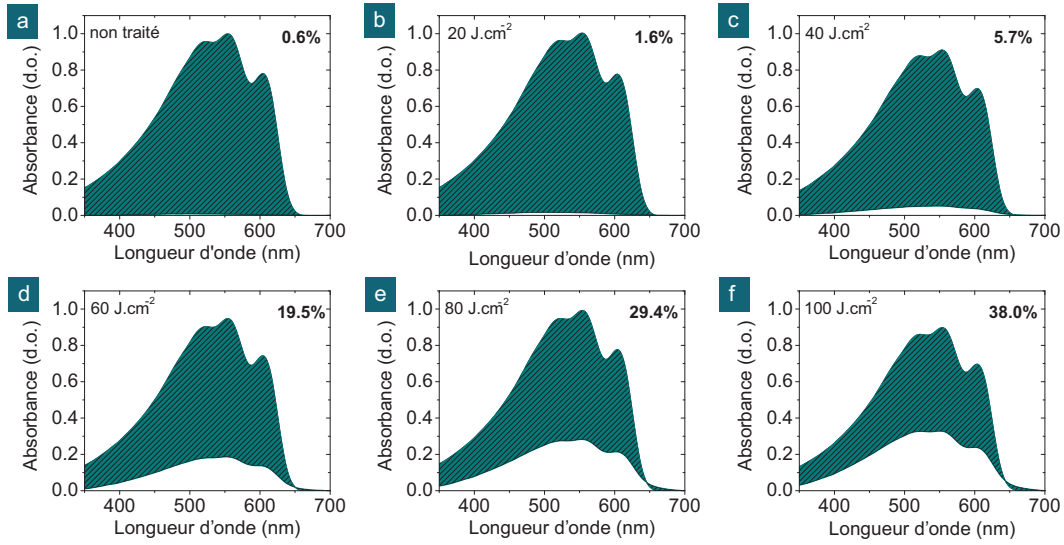 a
non traité
0.6%
Absorbance (d.o.)
1.0
0.8
0.6
0.4
0.2
0.0
400 500 600 700
Longueur d'onde (nm)
b
20 J.cm⁻²
1.6%
Absorbance (d.o.)
1.0
0.8
0.6
0.4
0.2
0.0
400 500 600 700
Longueur d'onde (nm)
c
40 J.cm⁻²
5.7%
Absorbance (d.o.)
1.0
0.8
0.6
0.4
0.2
0.0
400 500 600 700
Longueur d'onde (nm)
d
60 J.cm⁻²
19.5%
Absorbance (d.o.)
1.0
0.8
0.6
0.4
0.2
0.0
400 500 600 700
Longueur d'onde (nm)
e
80 J.cm⁻²
29.4%
Absorbance (d.o.)
1.0
0.8
0.6
0.4
0.2
0.0
400 500 600 700
Longueur d'onde (nm)
f
100 J.cm⁻²
38.0%
Absorbance (d.o.)
1.0
0.8
0.6
0.4
0.2
0.0
400 500 600 700
Longueur d'onde (nm)